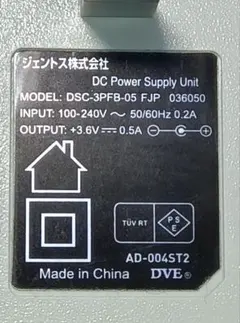 ジェントス株式会社
DC Power Supply Unit
MODEL: DSC-3PFB-05 FJP 036050
INPUT: 100-240V ～ 50/60Hz 0.2A
OUTPUT: +3.6V ⎓ 0.5A
TÜV RT
P
S
E
AD-004ST2
Made in China
DVE ®